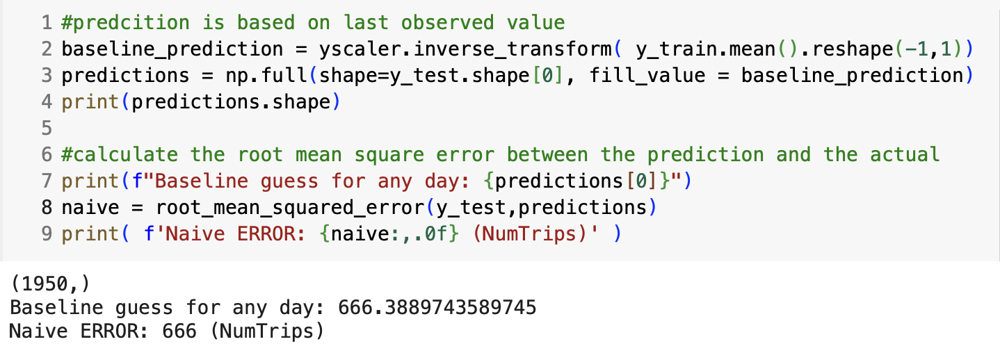 1 #predcition is based on last observed value
2 baseline_prediction = yscaler.inverse_transform( y_train.mean().reshape(-1,1))
3 predictions = np.full(shape=y_test.shape[0], fill_value = baseline_prediction)
4 print(predictions.shape)
5
6 #calculate the root mean square error between the prediction and the actual
7 print(f"Baseline guess for any day: {predictions[0]}")
8 naive = root_mean_squared_error(y_test,predictions)
9 print( f'Naive ERROR: {naive:,.0f} (NumTrips)' )
(1950,)
Baseline guess for any day: 666.3889743589745
Naive ERROR: 666 (NumTrips)